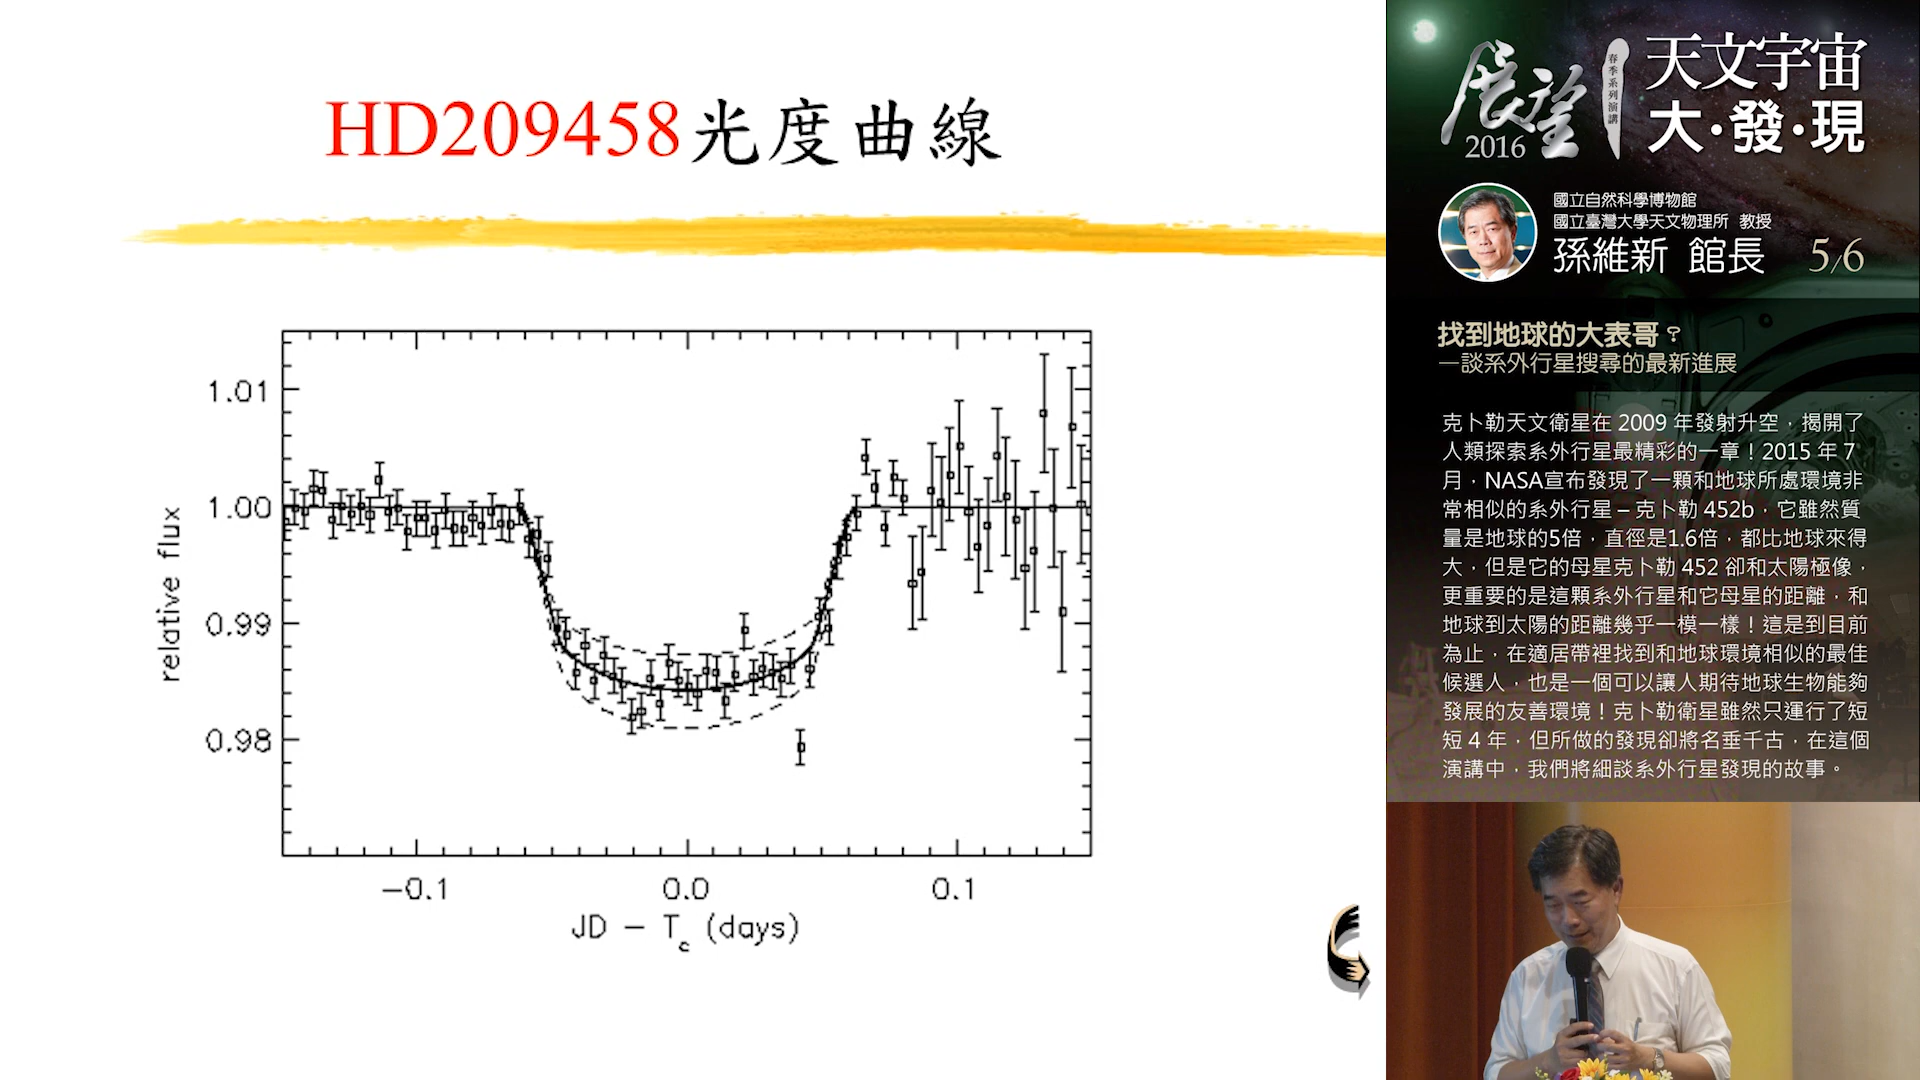 HD209458光度曲線
1.01
1.00
0.99
0.98
relative flux
-0.1
0.0
0.1
JD - Tc (days)
展望
2016
春季系列演講
天文宇宙
大·發·現
國立自然科學博物館
國立臺灣大學天文物理所 教授
孫維新 館長 5/6
找到地球的大表哥?
—談系外行星搜尋的最新進展
克卜勒天文衛星在 2009 年發射升空,揭開了
人類探索系外行星最精彩的一章!2015 年 7
月,NASA宣布發現了一顆和地球所處環境非
常相似的系外行星 – 克卜勒 452b,它雖然質
量是地球的5倍,直徑是1.6倍,都比地球來得
大,但是它的母星克卜勒 452 卻和太陽極像,
更重要的是這顆系外行星和它母星的距離,和
地球到太陽的距離幾乎一模一樣!這是到目前
為止,在適居帶裡找到和地球環境相似的最佳
候選人,也是一個可以讓人期待地球生物能夠
發展的友善環境!克卜勒衛星雖然只運行了短
短 4 年,但所做的發現卻將名垂千古,在這個
演講中,我們將細談系外行星發現的故事。